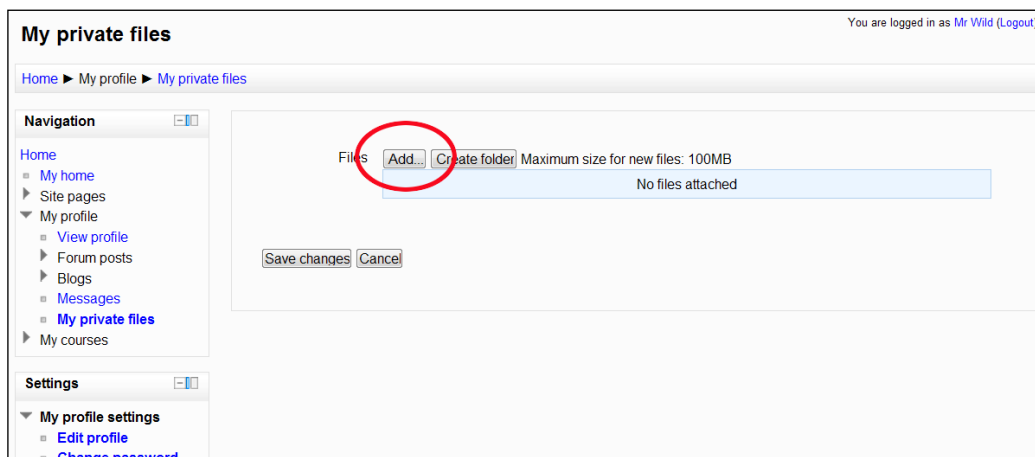 My private files
You are logged in as Mr Wild (Logout)
Home ► My profile ► My private files
Navigation
Home
My home
Site pages
My profile
View profile
Forum posts
Blogs
Messages
My private files
My courses
Settings
My profile settings
Edit profile
Change password
Files Add... Create folder Maximum size for new files: 100MB
No files attached
Save changes Cancel